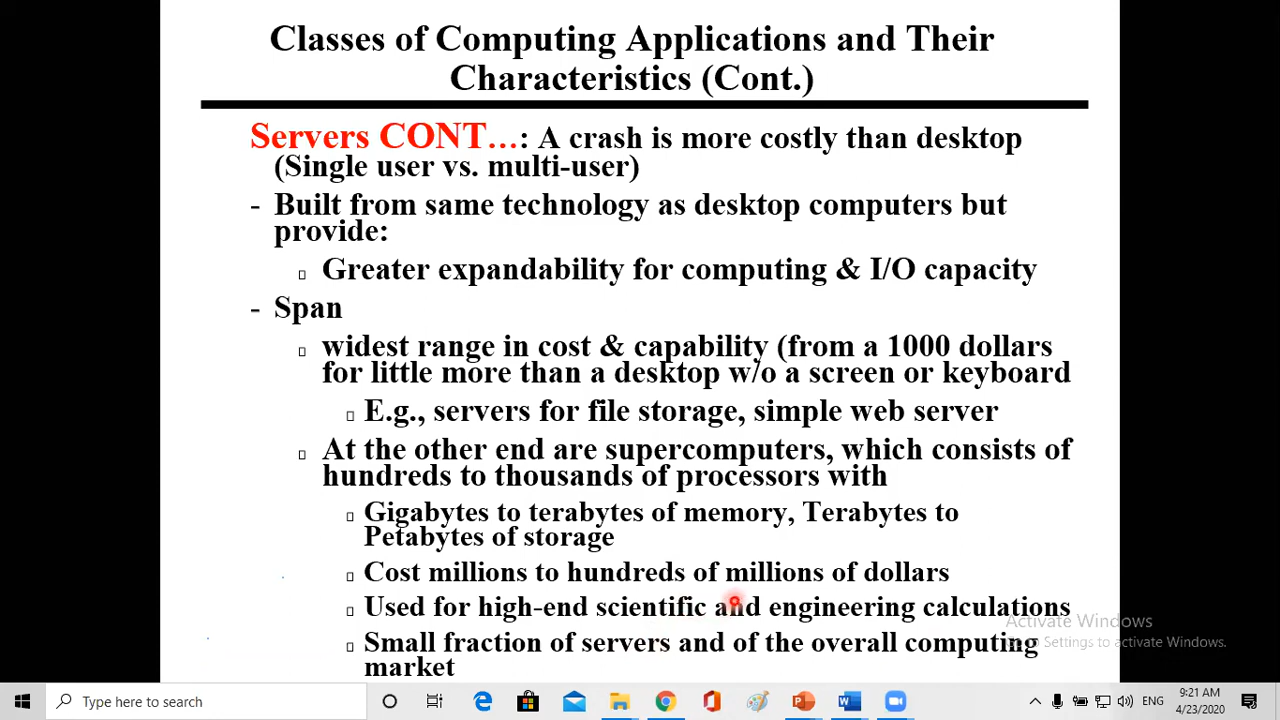 Classes of Computing Applications and Their
Characteristics (Cont.)
Servers CONT…: A crash is more costly than desktop
(Single user vs. multi-user)
- Built from same technology as desktop computers but
provide:
Greater expandability for computing & I/O capacity
- Span
widest range in cost & capability (from a 1000 dollars
for little more than a desktop w/o a screen or keyboard
E.g., servers for file storage, simple web server
At the other end are supercomputers, which consists of
hundreds to thousands of processors with
Gigabytes to terabytes of memory, Terabytes to
Petabytes of storage
Cost millions to hundreds of millions of dollars
Used for high-end scientific and engineering calculations
Activate Windows
Go to Settings to activate Windows.
Small fraction of servers and of the overall computing
market
Type here to search
ENG
9:21 AM
4/23/2020